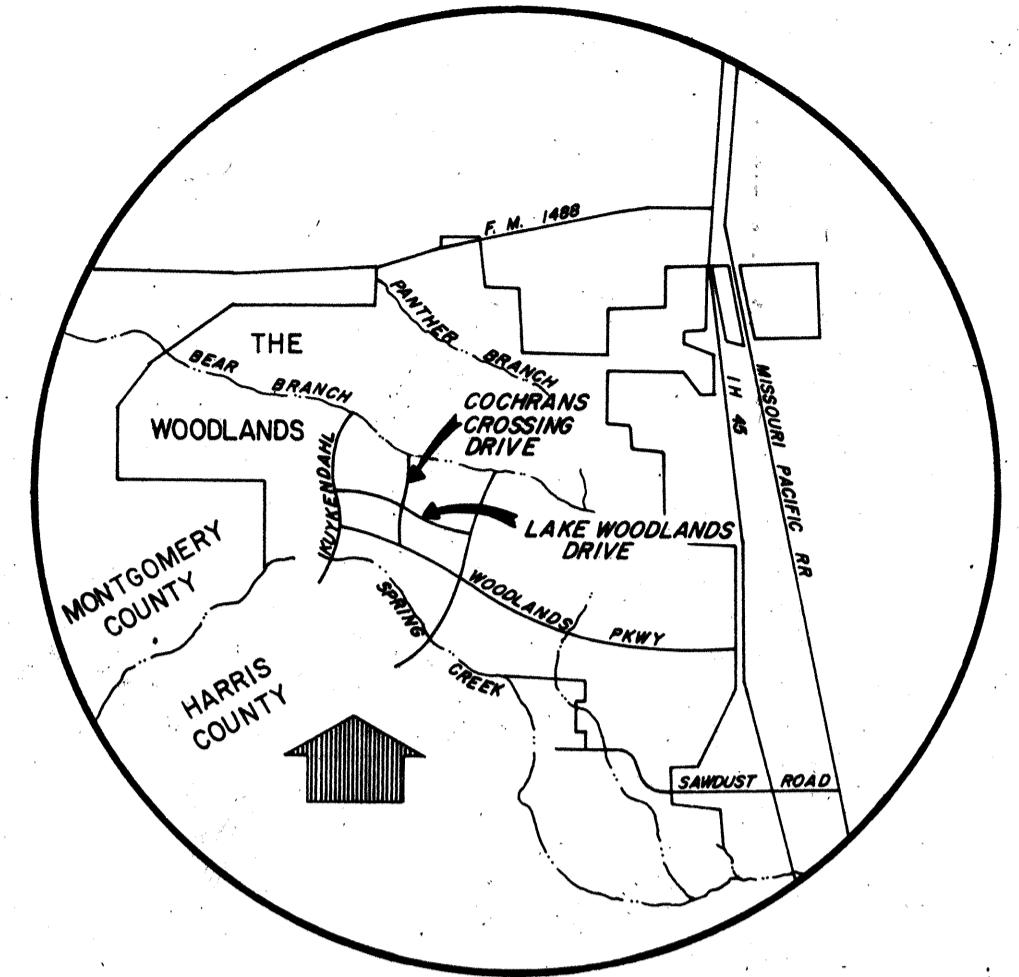 F. M. 1488
PANTHER BRANCH
THE
WOODLANDS
BEAR BRANCH
COCHRANS
CROSSING
DRIVE
IH 45
MISSOURI PACIFIC RR
KUYKENDAHL
LAKE WOODLANDS
DRIVE
MONTGOMERY
COUNTY
WOODLANDS PKWY
SPRING CREEK
HARRIS
COUNTY
SAWDUST ROAD